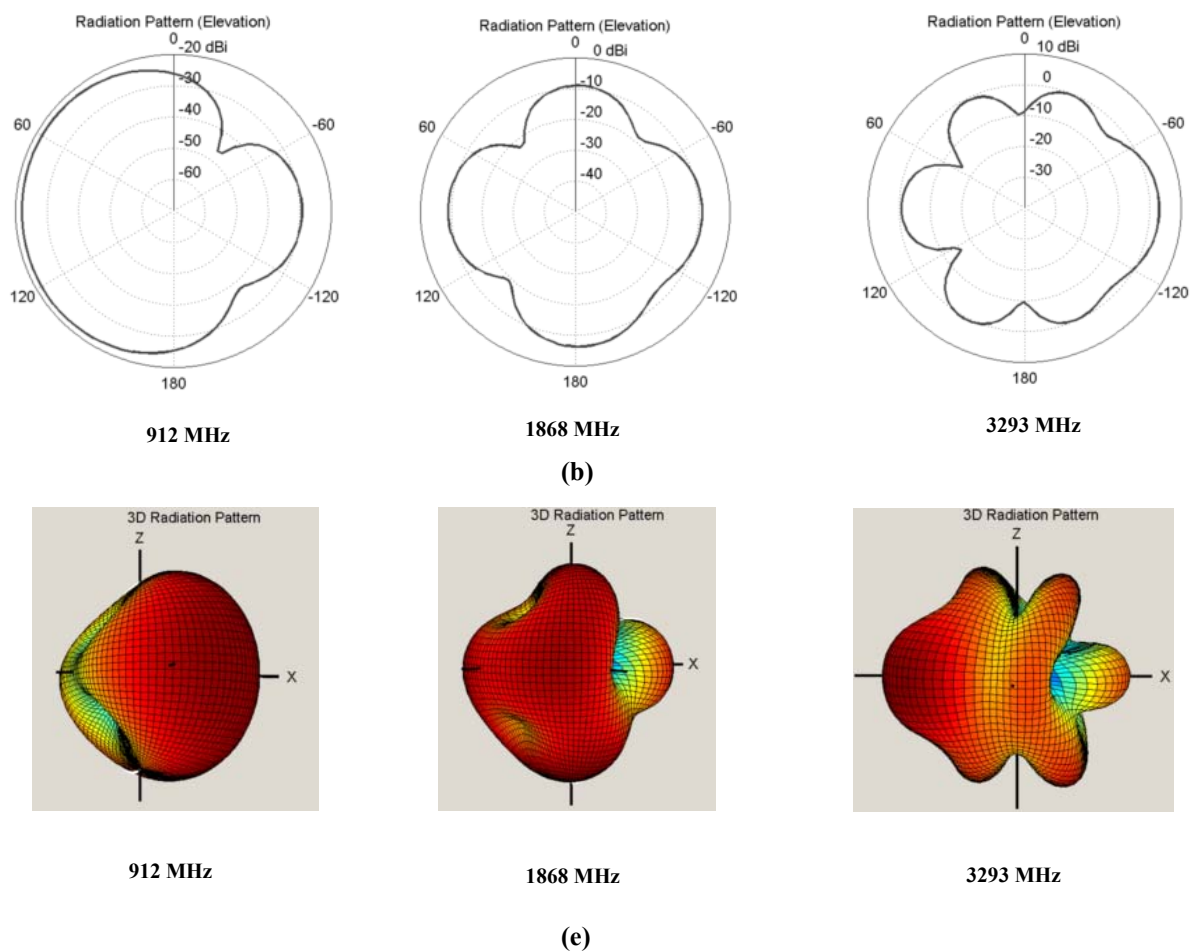 Radiation Pattern (Elevation)
0
-20 dBi
-30
-40
-50
-60
60
-60
120
-120
180
912 MHz
Radiation Pattern (Elevation)
0
0 dBi
-10
-20
-30
-40
60
-60
120
-120
180
1868 MHz
Radiation Pattern (Elevation)
0
10 dBi
0
-10
-20
-30
60
-60
120
-120
180
3293 MHz
(b)
3D Radiation Pattern
Z
X
912 MHz
3D Radiation Pattern
Z
X
1868 MHz
3D Radiation Pattern
Z
X
3293 MHz
(e)